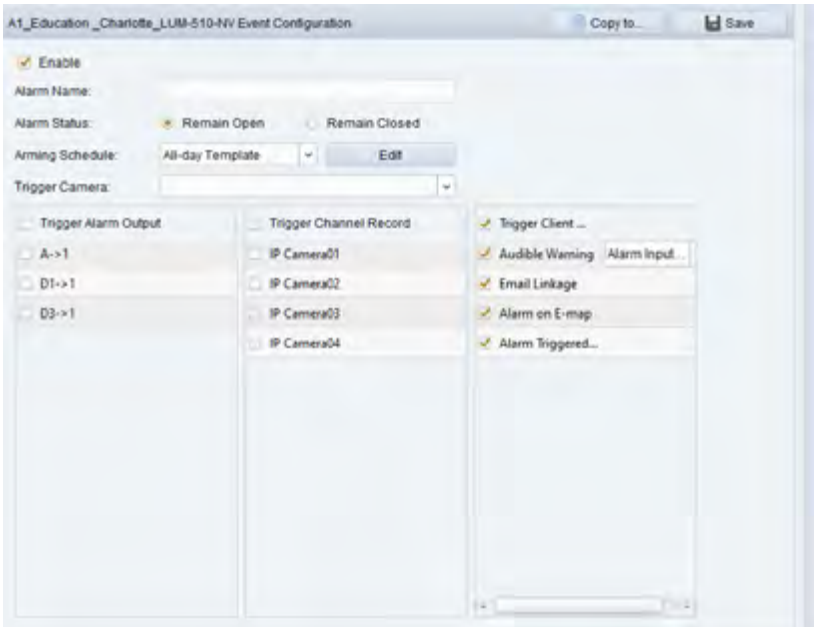 A1_Education _Charlotte_LUM-510-NV Event Configuration
Copy to...
Save
Enable
Alarm Name:
Alarm Status: Remain Open Remain Closed
Arming Schedule: All-day Template Edit
Trigger Camera:
Trigger Alarm Output
A->1
D1->1
D3->1
Trigger Channel Record
IP Camera01
IP Camera02
IP Camera03
IP Camera04
Trigger Client ...
Audible Warning Alarm Input...
Email Linkage
Alarm on E-map
Alarm Triggered...